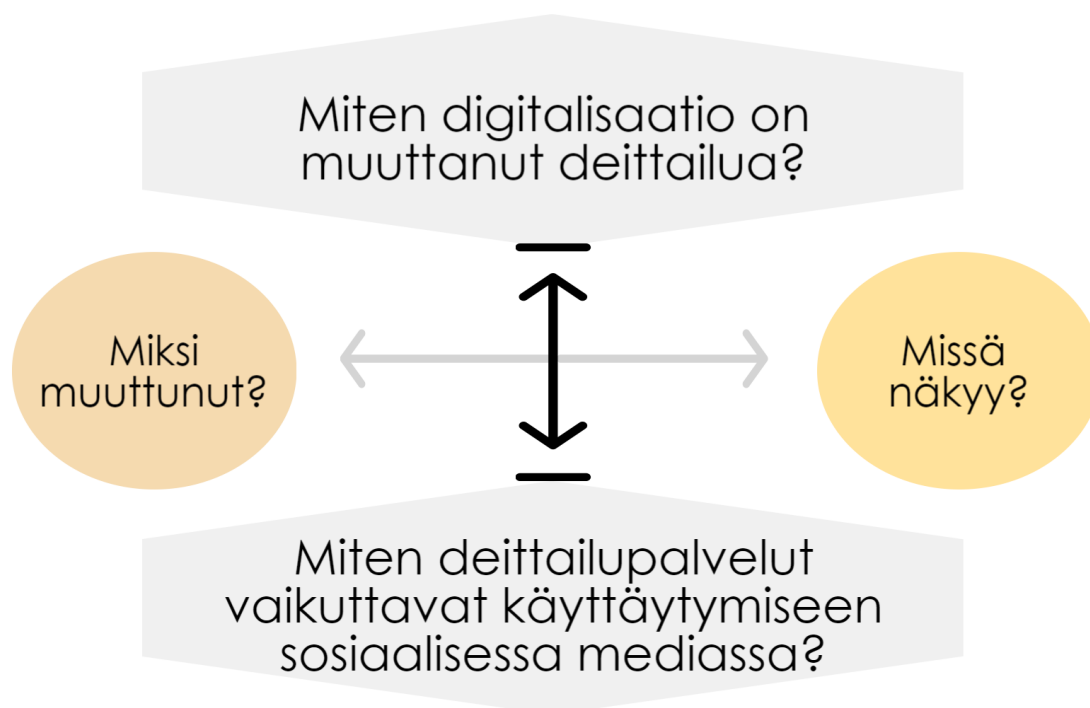 Miten digitalisaatio on
muuttanut deittailua?
Miksi
muuttunut?
Missä
näkyy?
Miten deittailupalvelut
vaikuttavat käyttäytymiseen
sosiaalisessa mediassa?